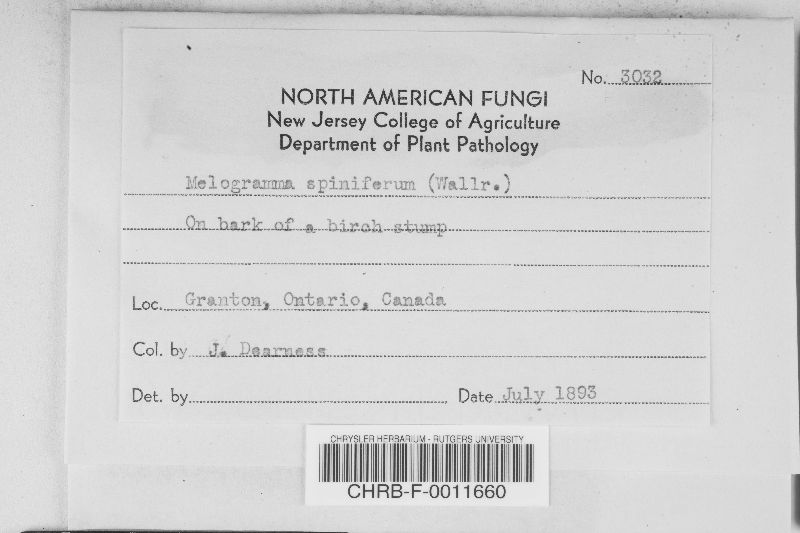 No. 3032
NORTH AMERICAN FUNGI
New Jersey College of Agriculture
Department of Plant Pathology
Melogramma spiniferum (Wallr.)
On bark of a birch stump
Loc. Granton, Ontario, Canada
Col. by J. Dearness
Det. by
Date July 1893
CHRYSLER HERBARIUM - RUTGERS UNIVERSITY
CHRB-F-0011660